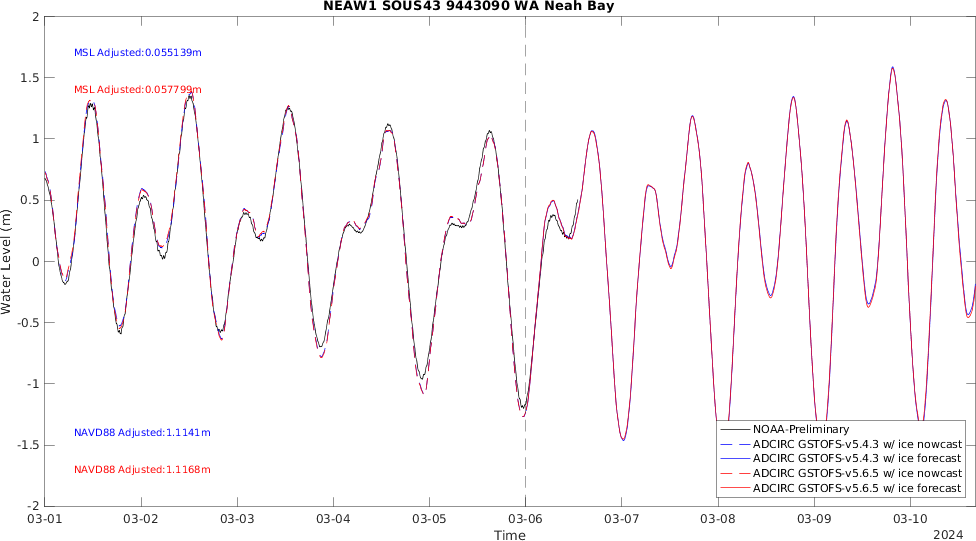 NEAW1 SOUS43 9443090 WA Neah Bay
2
1.5
1
0.5
0
-0.5
-1
-1.5
-2
Water Level (m)
MSL Adjusted:0.055139m
MSL Adjusted:0.057799m
NAVD88 Adjusted:1.1141m
NAVD88 Adjusted:1.1168m
NOAA-Preliminary
ADCIRC GSTOFS-v5.4.3 w/ ice nowcast
ADCIRC GSTOFS-v5.4.3 w/ ice forecast
ADCIRC GSTOFS-v5.6.5 w/ ice nowcast
ADCIRC GSTOFS-v5.6.5 w/ ice forecast
03-01 03-02 03-03 03-04 03-05 03-06 03-07 03-08 03-09 03-10
Time
2024